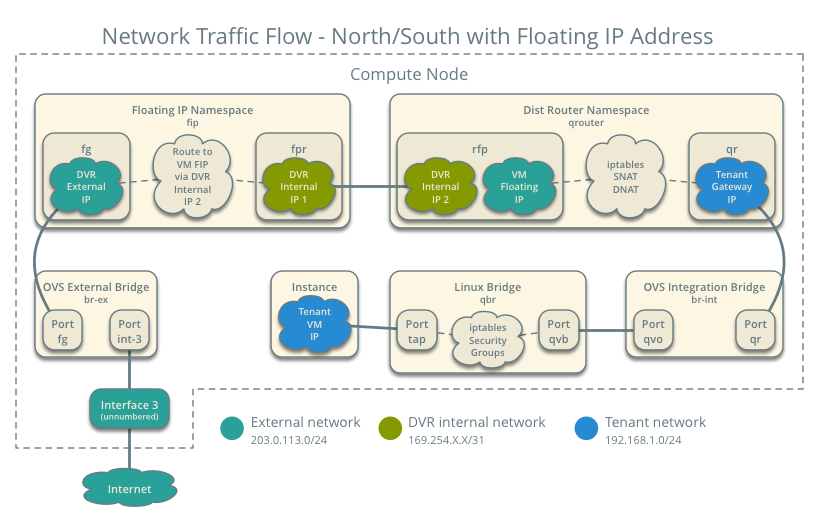 Network Traffic Flow - North/South with Floating IP Address
Compute Node
Floating IP Namespace
fip
fg
DVR
External
IP
Route to
VM FIP
via DVR
Internal
IP 2
fpr
DVR
Internal
IP 1
Dist Router Namespace
qrouter
rfp
DVR
Internal
IP 2
VM
Floating
IP
iptables
SNAT
DNAT
qr
Tenant
Gateway
IP
OVS External Bridge
br-ex
Port
fg
Port
int-3
Instance
Tenant
VM
IP
Linux Bridge
qbr
Port
tap
iptables
Security
Groups
Port
qvb
OVS Integration Bridge
br-int
Port
qvo
Port
qr
Interface 3
(unnumbered)
Internet
External network
203.0.113.0/24
DVR internal network
169.254.X.X/31
Tenant network
192.168.1.0/24